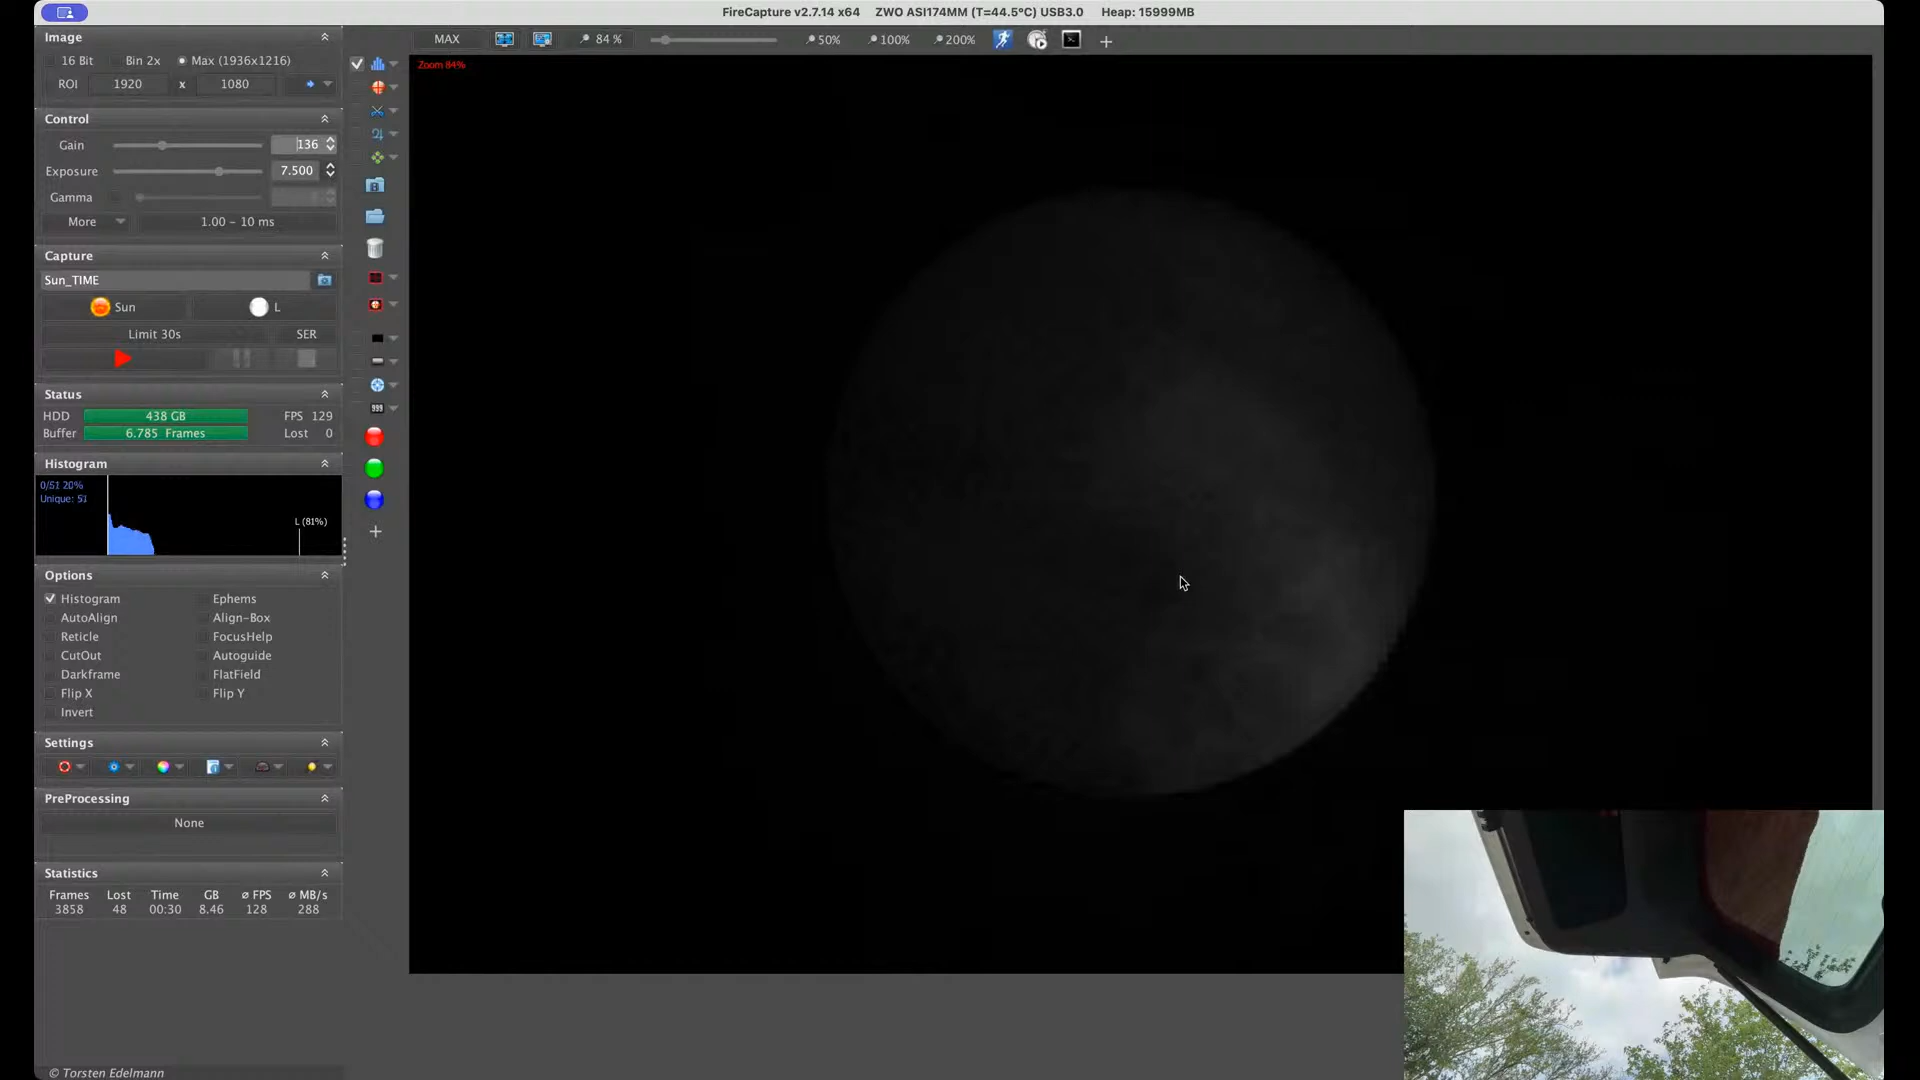 FireCapture v2.7.14 x64 ZWO ASI174MM (T=44.5°C) USB3.0 Heap: 15999MB
Image
16 Bit Bin 2x Max (1936x1216)
ROI 1920 x 1080
Control
Gain 136
Exposure 7.500
Gamma
More 1.00 - 10 ms
Capture
Sun_TIME
Sun L
Limit 30s SER
Status
HDD 438 GB FPS 129
Buffer 6.785 Frames Lost 0
Histogram
0/51 20%
Unique: 51
L (81%)
Options
Histogram Ephems
AutoAlign Align-Box
Reticle FocusHelp
CutOut Autoguide
Darkframe FlatField
Flip X Flip Y
Invert
Settings
PreProcessing
None
Statistics
Frames Lost Time GB ø FPS ø MB/s
3858 48 00:30 8.46 128 288
© Torsten Edelmann
MAX 84 % 50% 100% 200%
Zoom 84%
999